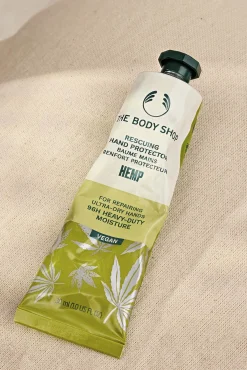 THE BODY SHOP
RESCUING
HAND PROTECTOR
BAUME MAINS
RENFORT PROTECTEUR
HEMP
FOR REPAIRING
ULTRA-DRY HANDS
96H HEAVY-DUTY
MOISTURE
VEGAN